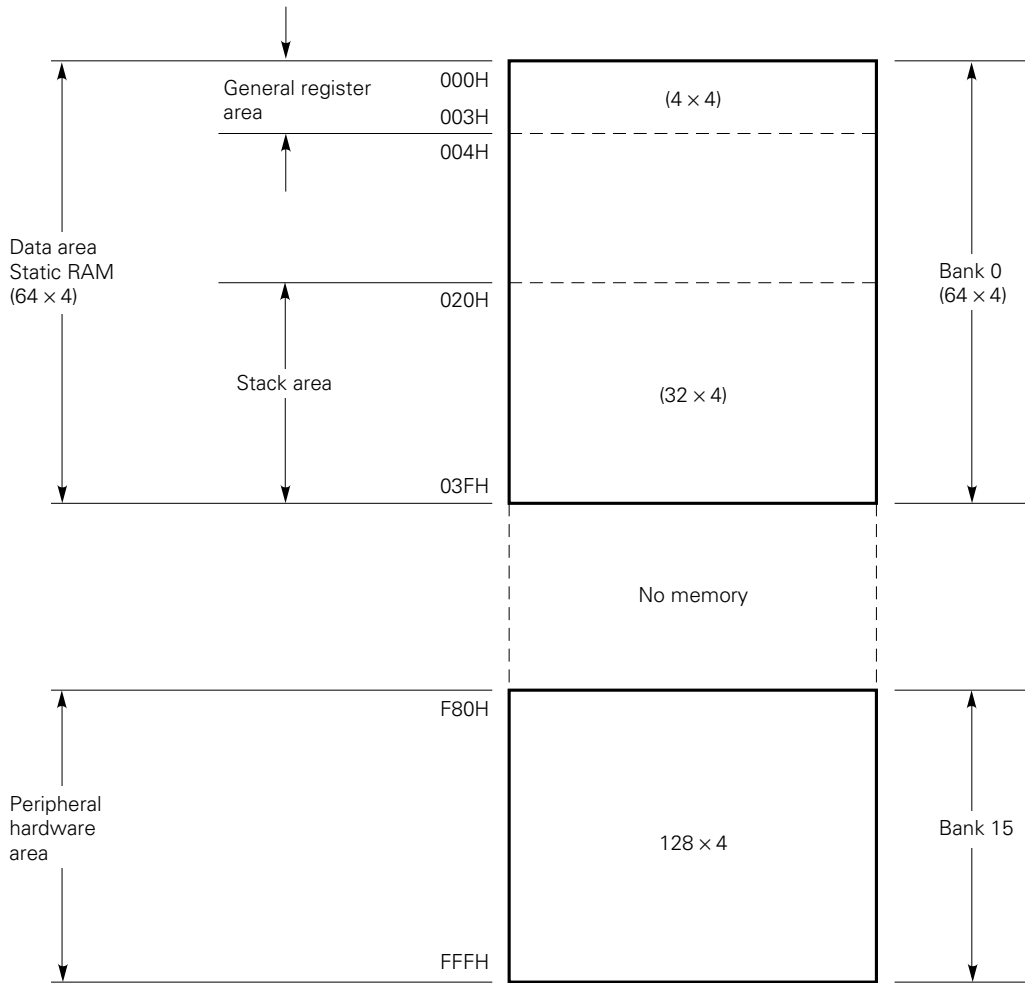 General register
area
000H
003H
004H
(4 × 4)
Data area
Static RAM
(64 × 4)
Bank 0
(64 × 4)
020H
Stack area
(32 × 4)
03FH
No memory
F80H
Peripheral
hardware
area
128 × 4
Bank 15
FFFH